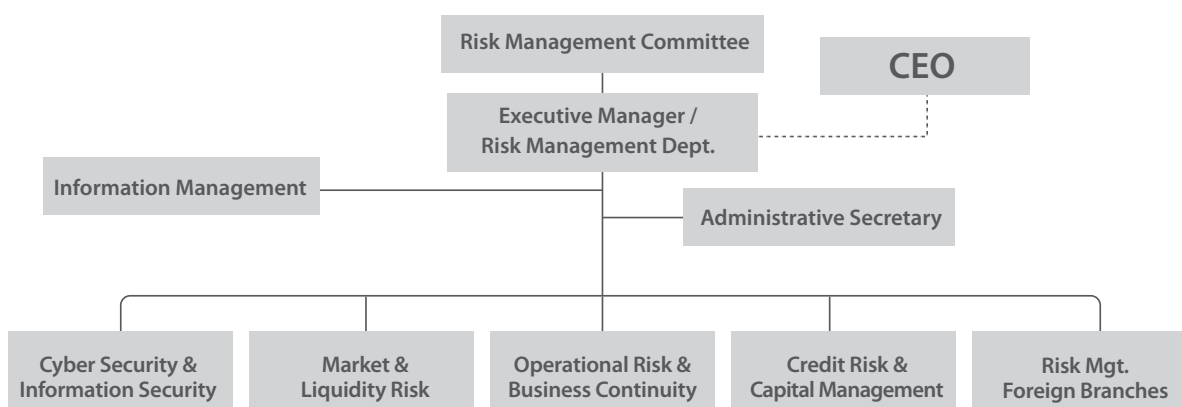 Risk Management Committee
CEO
Executive Manager /
Risk Management Dept.
Information Management
Administrative Secretary
Cyber Security &
Information Security
Market &
Liquidity Risk
Operational Risk &
Business Continuity
Credit Risk &
Capital Management
Risk Mgt.
Foreign Branches